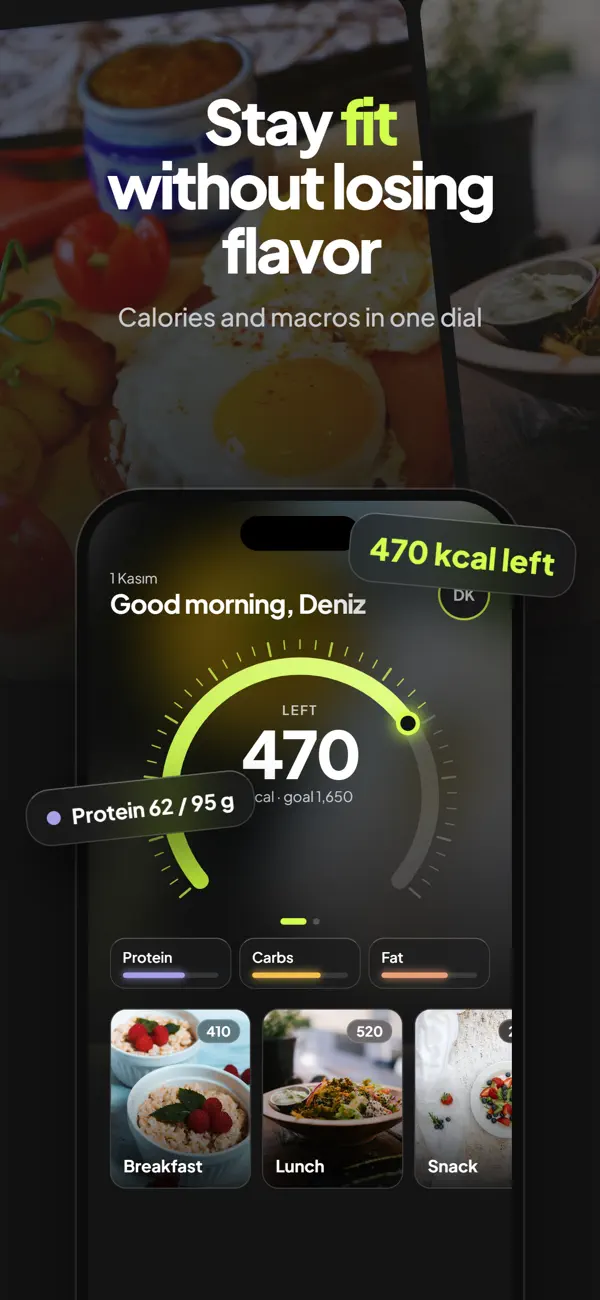 Stay fit
without losing
flavor
Calories and macros in one dial
470 kcal left
1 Kasım
Good morning, Deniz
DK
LEFT
470
cal · goal 1,650
Protein 62 / 95 g
Protein
Carbs
Fat
410
520
Breakfast
Lunch
Snack